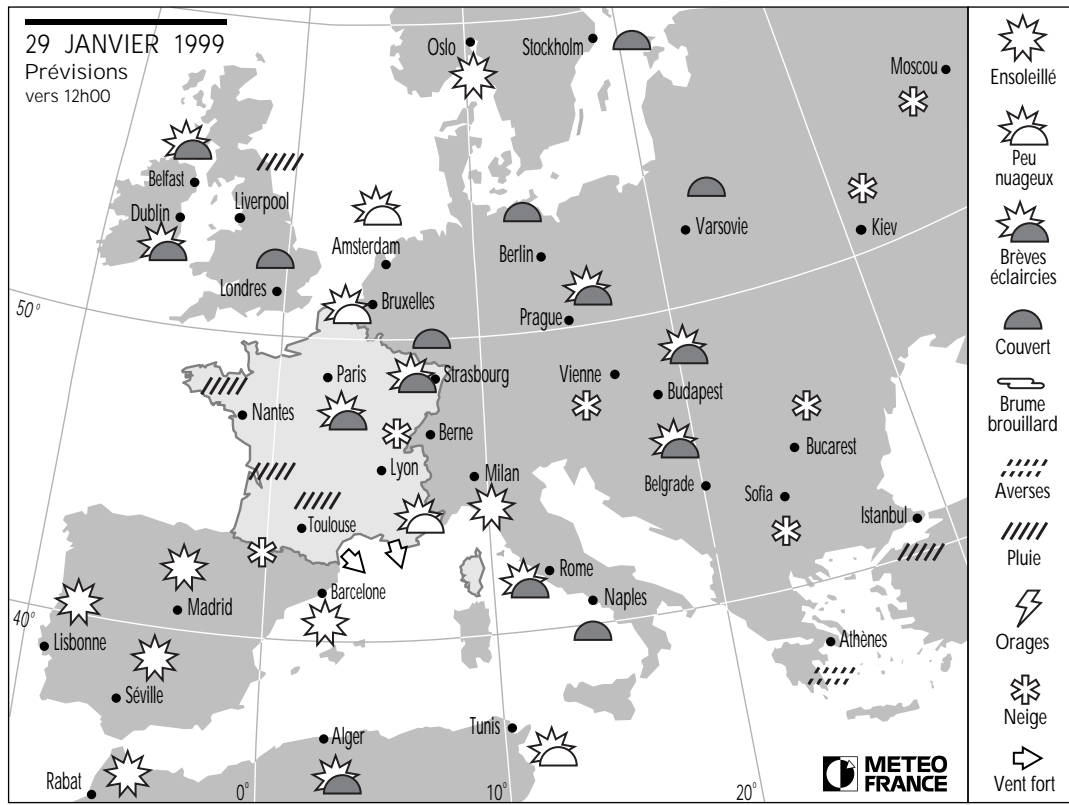 29 JANVIER 1999
Prévisions
vers 12h00
Oslo
Stockholm
Moscou
Belfast
Dublin
Liverpool
Londres
Amsterdam
Bruxelles
Berlin
Varsovie
Kiev
Prague
50°
Paris
Strasbourg
Vienne
Budapest
Nantes
Berne
Bucarest
Lyon
Milan
Belgrade
Sofia
Istanbul
Toulouse
Rome
Barcelone
Naples
Madrid
40°
Lisbonne
Athènes
Séville
Tunis
Alger
Rabat
0°
10°
20°
METEO
FRANCE
Ensoleillé
Peu
nuageux
Brèves
éclaircies
Couvert
Brume
brouillard
Averses
Pluie
Orages
Neige
Vent fort